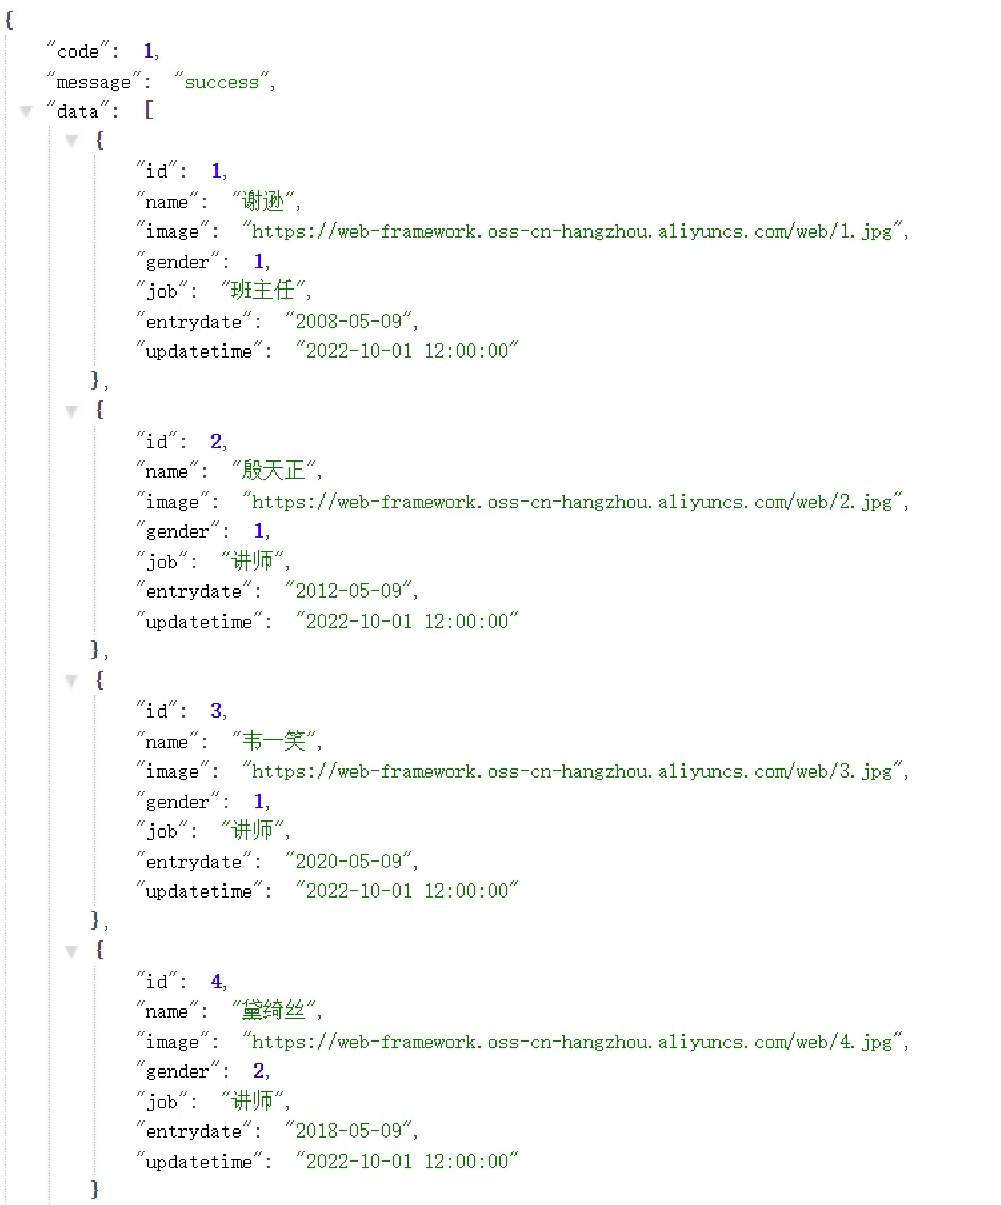 {
"code": 1,
"message": "success",
"data": [
{
"id": 1,
"name": "谢逊",
"image": "https://web-framework.oss-cn-hangzhou.aliyuncs.com/web/1.jpg",
"gender": 1,
"job": "班主任",
"entrydate": "2008-05-09",
"updatetime": "2022-10-01 12:00:00"
},
{
"id": 2,
"name": "殷天正",
"image": "https://web-framework.oss-cn-hangzhou.aliyuncs.com/web/2.jpg",
"gender": 1,
"job": "讲师",
"entrydate": "2012-05-09",
"updatetime": "2022-10-01 12:00:00"
},
{
"id": 3,
"name": "韦一笑",
"image": "https://web-framework.oss-cn-hangzhou.aliyuncs.com/web/3.jpg",
"gender": 1,
"job": "讲师",
"entrydate": "2020-05-09",
"updatetime": "2022-10-01 12:00:00"
},
{
"id": 4,
"name": "黛绮丝",
"image": "https://web-framework.oss-cn-hangzhou.aliyuncs.com/web/4.jpg",
"gender": 2,
"job": "讲师",
"entrydate": "2018-05-09",
"updatetime": "2022-10-01 12:00:00"
}